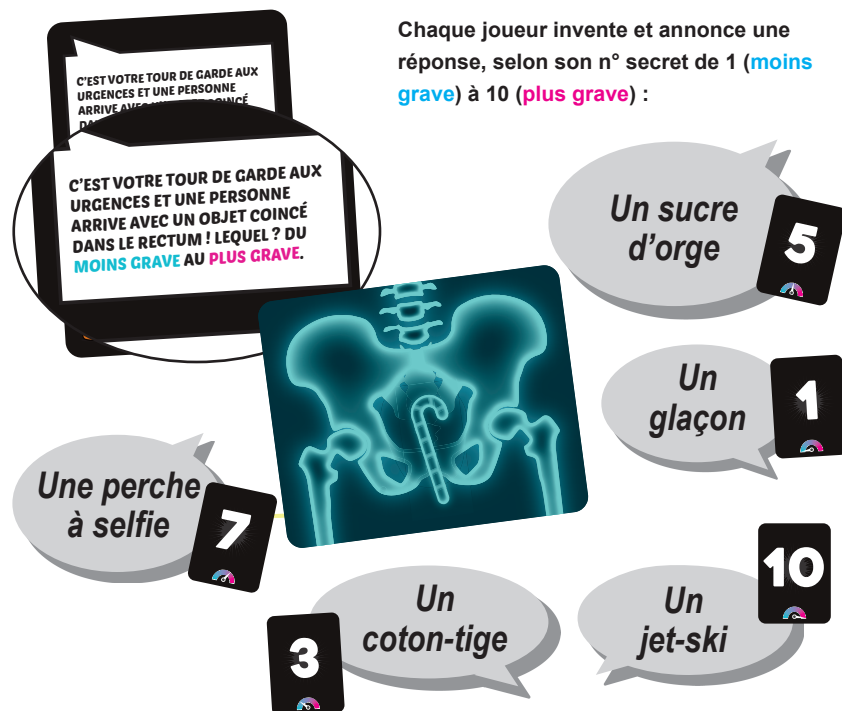 Chaque joueur invente et annonce une
réponse, selon son n° secret de 1 (moins
grave) à 10 (plus grave) :
C'EST VOTRE TOUR DE GARDE AUX
URGENCES ET UNE PERSONNE
ARRIVE AVEC
C'EST VOTRE TOUR DE GARDE AUX
URGENCES ET UNE PERSONNE
ARRIVE AVEC UN OBJET COINCÉ
DANS LE RECTUM ! LEQUEL ? DU
MOINS GRAVE AU PLUS GRAVE.
Un sucre
d'orge
5
Un
glaçon
1
Une perche
à selfie
7
Un
coton-tige
3
Un
jet-ski
10